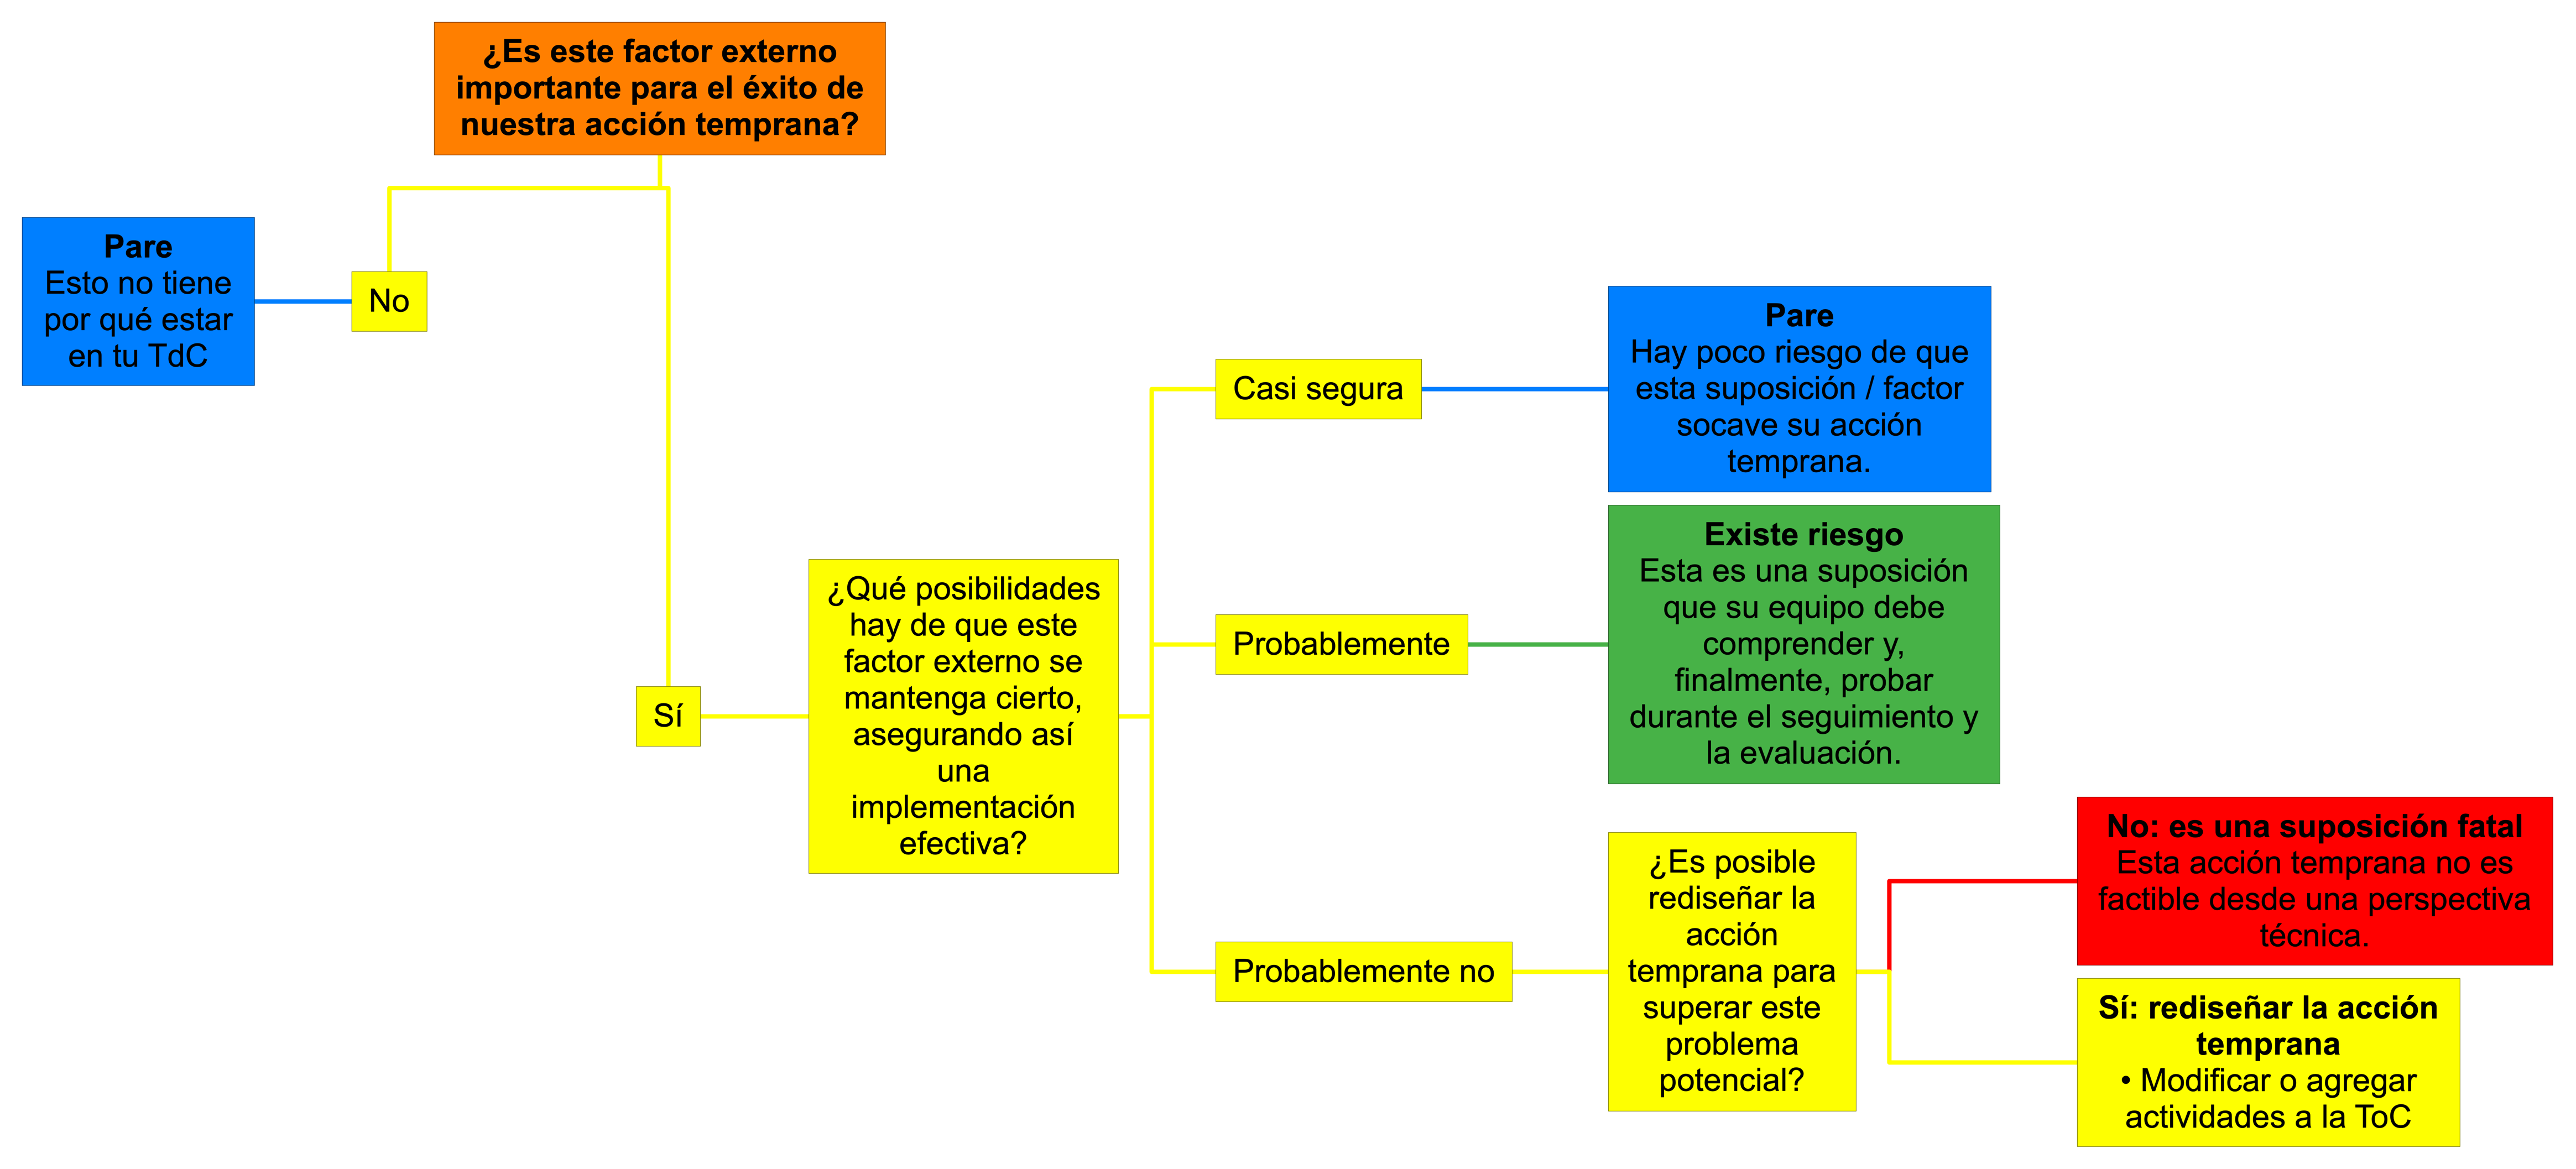 ¿Es este factor externo
importante para el éxito de
nuestra acción temprana?
Pare
Esto no tiene
por qué estar
en tu TdC
No
Sí
¿Qué posibilidades
hay de que este
factor externo se
mantenga cierto,
asegurando así
una
implementación
efectiva?
Casi segura
Pare
Hay poco riesgo de que
esta suposición / factor
socave su acción
temprana.
Probablemente
Existe riesgo
Esta es una suposición
que su equipo debe
comprender y,
finalmente, probar
durante el seguimiento y
la evaluación.
Probablemente no
¿Es posible
rediseñar la
acción
temprana para
superar este
problema
potencial?
No: es una suposición fatal
Esta acción temprana no es
factible desde una perspectiva
técnica.
Sí: rediseñar la acción
temprana
• Modificar o agregar
actividades a la ToC